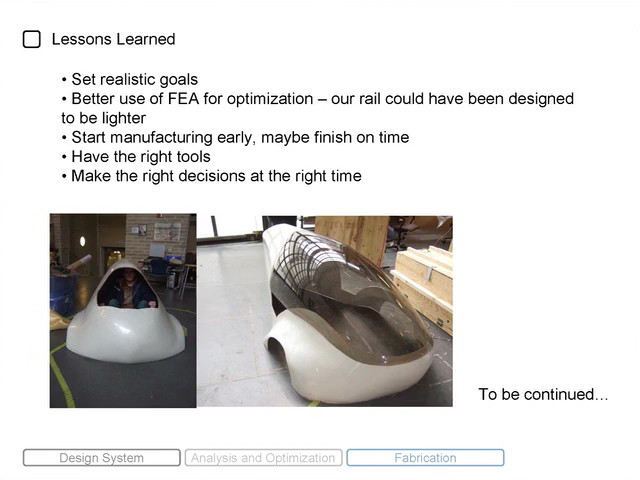 Lessons Learned
• Set realistic goals
• Better use of FEA for optimization – our rail could have been designed
to be lighter
• Start manufacturing early, maybe finish on time
• Have the right tools
• Make the right decisions at the right time
To be continued…
Design System
Analysis and Optimization
Fabrication